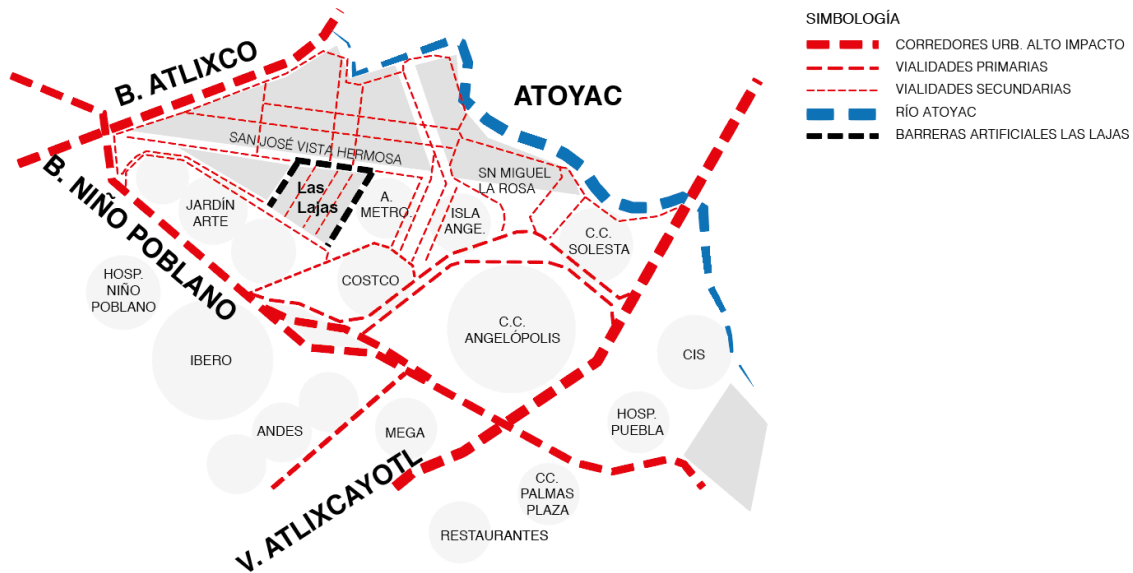 SIMBOLOGÍA
CORREDORES URB. ALTO IMPACTO
VIALIDADES PRIMARIAS
VIALIDADES SECUNDARIAS
RÍO ATOYAC
BARRERAS ARTIFICIALES LAS LAJAS
B. ATLIXCO
ATOYAC
SAN JOSÉ VISTA HERMOSA
B. NIÑO POBLANO
SN MIGUEL
LA ROSA
Las
Lajas
JARDÍN
ARTE
A.
METRO.
ISLA
ANGE.
C.C.
SOLESTA
HOSP.
NIÑO
POBLANO
COSTCO
C.C.
ANGELÓPOLIS
IBERO
CIS
ANDES
MEGA
HOSP.
PUEBLA
V. ATLIXCAYOTL
CC.
PALMAS
PLAZA
RESTAURANTES